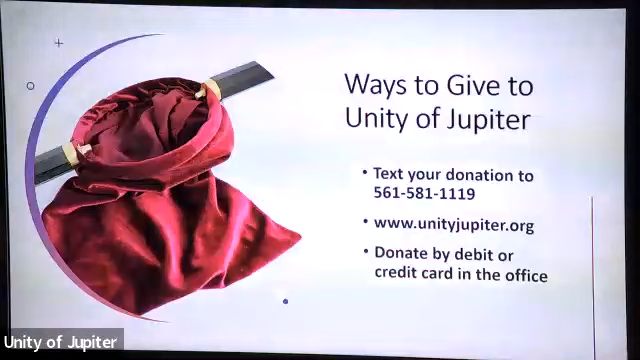 Ways to Give to
Unity of Jupiter
• Text your donation to
561-581-1119
• www.unityjupiter.org
• Donate by debit or
credit card in the office
Unity of Jupiter